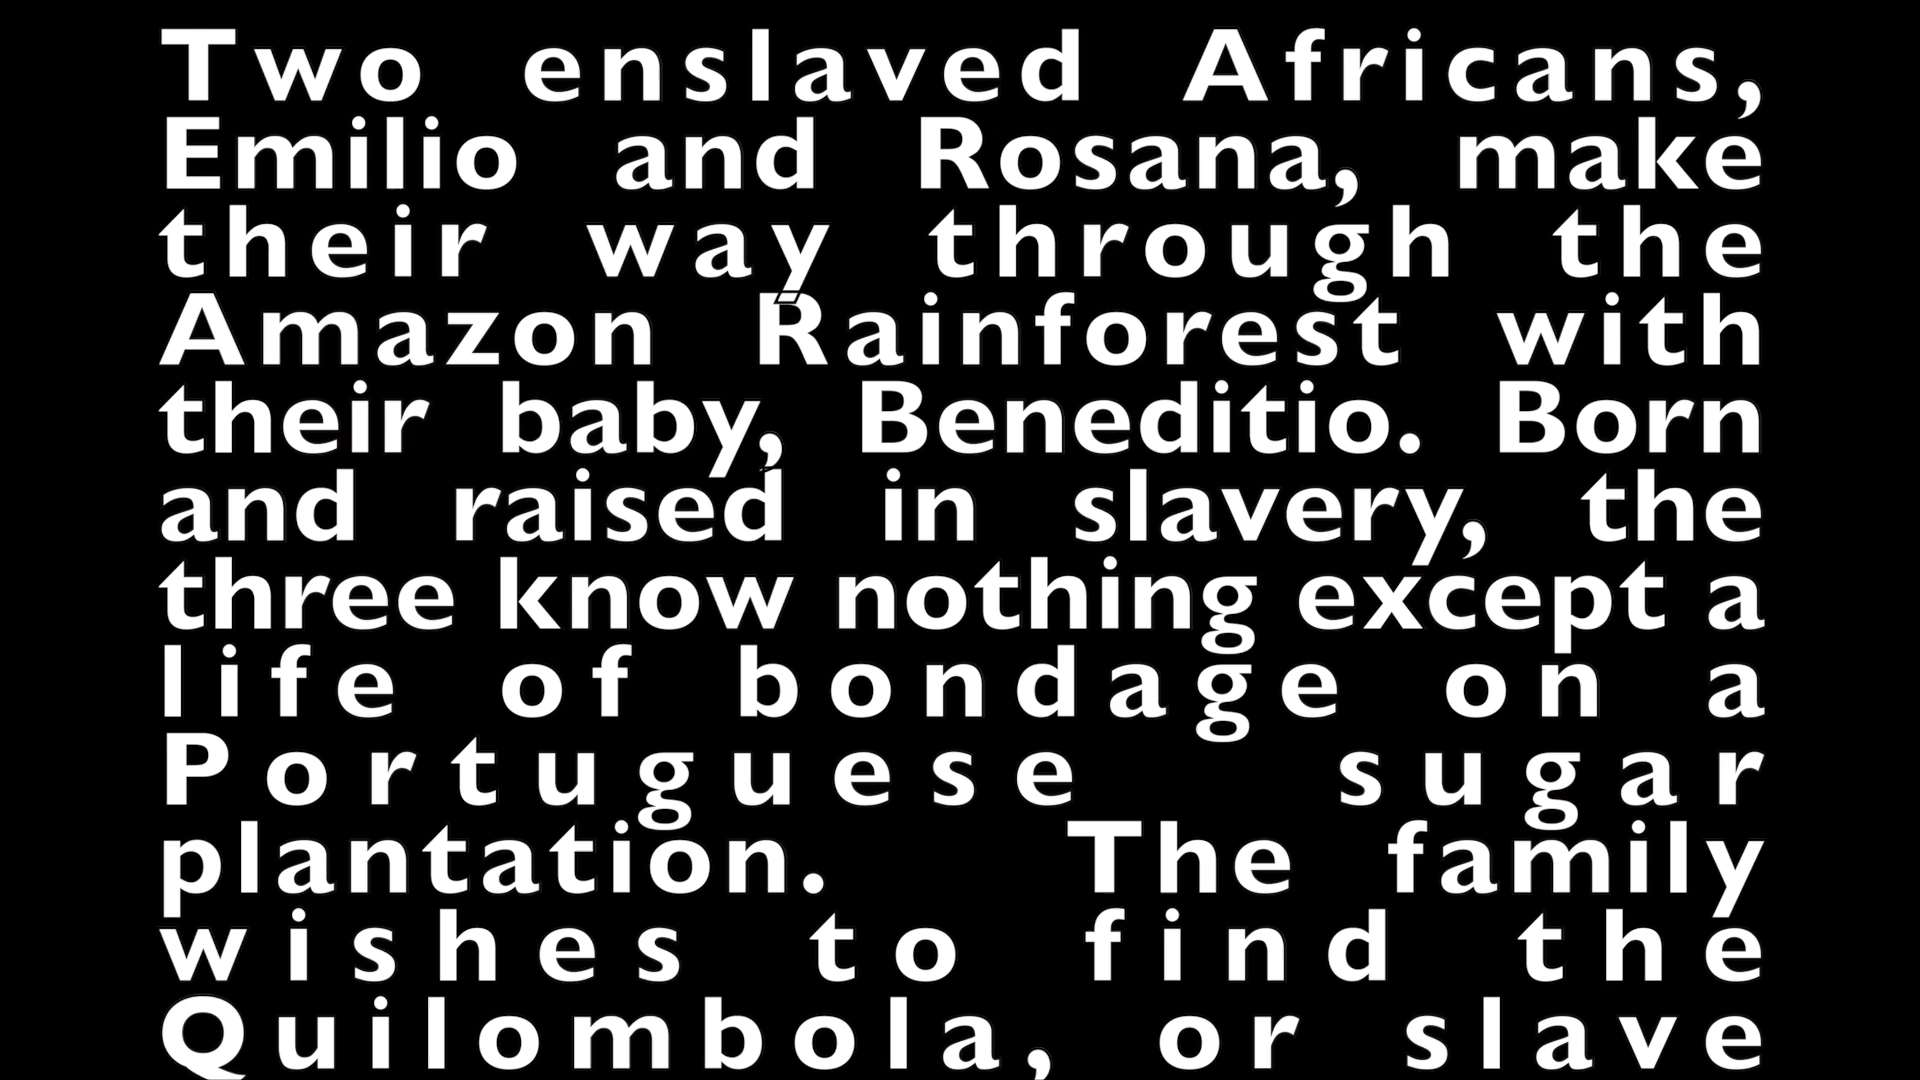 Two enslaved Africans,
Emilio and Rosana, make
their way through the
Amazon Rainforest with
their baby, Beneditio. Born
and raised in slavery, the
three know nothing except a
life of bondage on a
Portuguese sugar
plantation. The family
wishes to find the
Quilombola, or slave